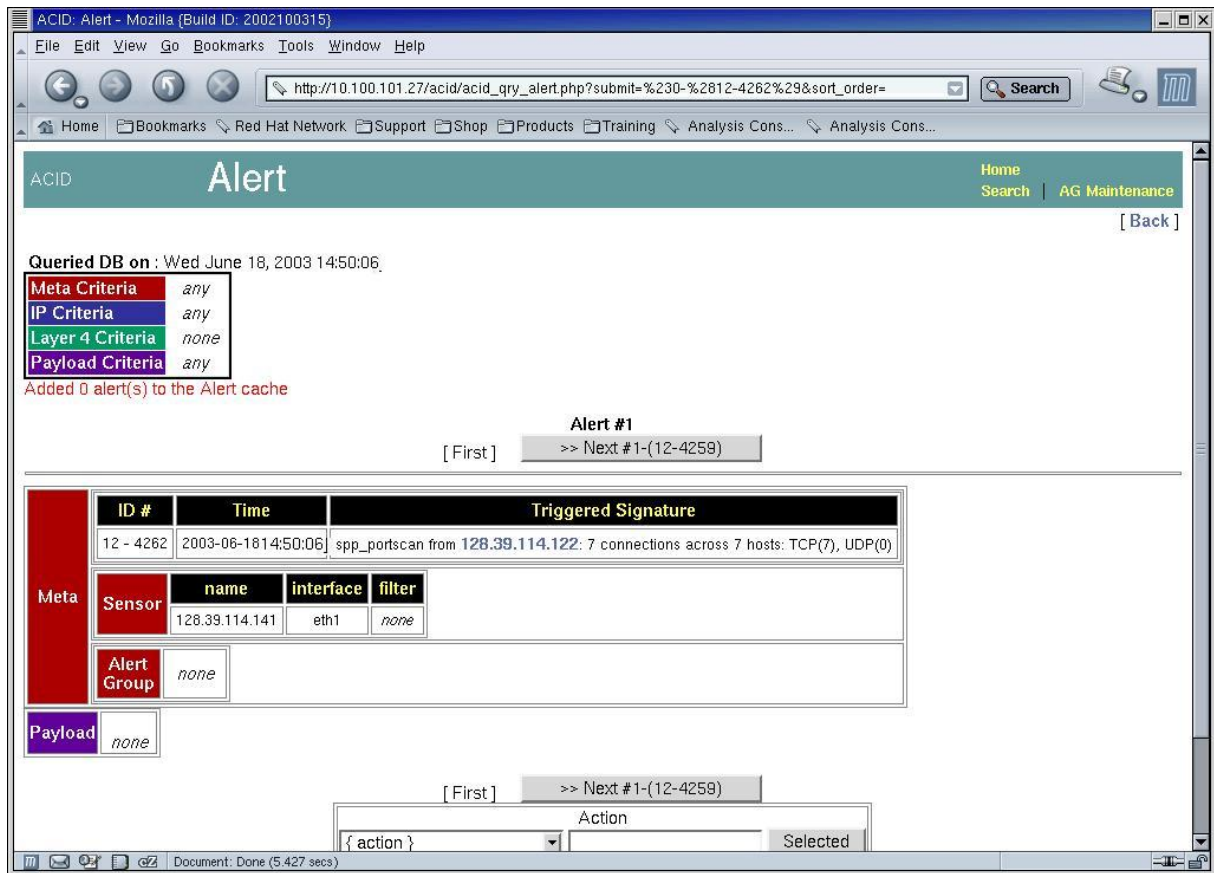 ACID: Alert - Mozilla {Build ID: 2002100315}
File Edit View Go Bookmarks Tools Window Help
http://10.100.101.27/acid/acid_qry_alert.php?submit=%230-%2812-4262%29&sort_order= Search
Home Bookmarks Red Hat Network Support Shop Products Training Analysis Cons... Analysis Cons...
ACID Alert Home
Search | AG Maintenance
[ Back ]
Queried DB on : Wed June 18, 2003 14:50:06
Meta Criteria any
IP Criteria any
Layer 4 Criteria none
Payload Criteria any
Added 0 alert(s) to the Alert cache
Alert #1
[ First ] >> Next #1-(12-4259)
ID # Time Triggered Signature
12 - 4262 2003-06-1814:50:06 spp_portscan from 128.39.114.122: 7 connections across 7 hosts: TCP(7), UDP(0)
Meta
Sensor name interface filter
128.39.114.141 eth1 none
Alert Group none
Payload none
[ First ] >> Next #1-(12-4259)
Action
{ action } Selected
Document: Done (5.427 secs)